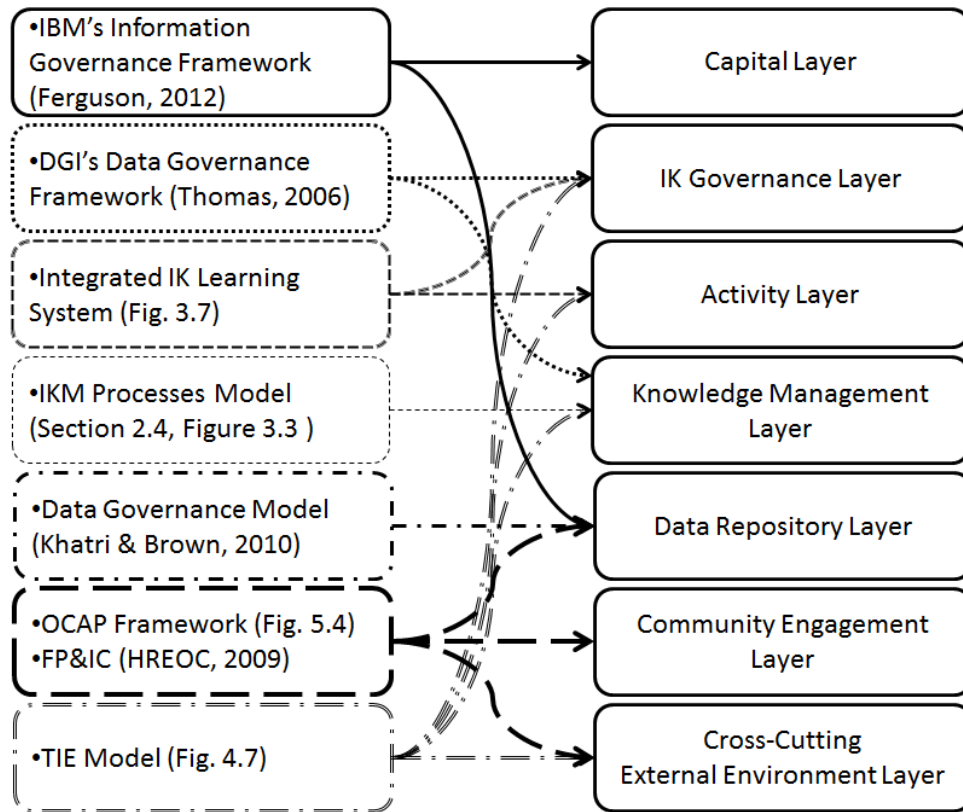 •IBM's Information
Governance Framework
(Ferguson, 2012)
Capital Layer
•DGI's Data Governance
Framework (Thomas, 2006)
IK Governance Layer
•Integrated IK Learning
System (Fig. 3.7)
Activity Layer
•IKM Processes Model
(Section 2.4, Figure 3.3 )
Knowledge Management
Layer
•Data Governance Model
(Khatri & Brown, 2010)
Data Repository Layer
•OCAP Framework (Fig. 5.4)
•FP&IC (HREOC, 2009)
Community Engagement
Layer
•TIE Model (Fig. 4.7)
Cross-Cutting
External Environment Layer